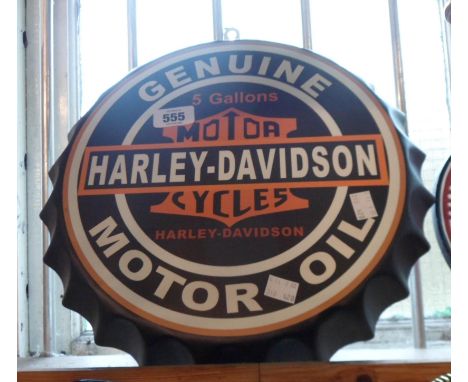 GENUINE
5 Gallons
555
MOTOR
HARLEY-DAVIDSON
CYCLES
HARLEY-DAVIDSON
MOTOR OIL